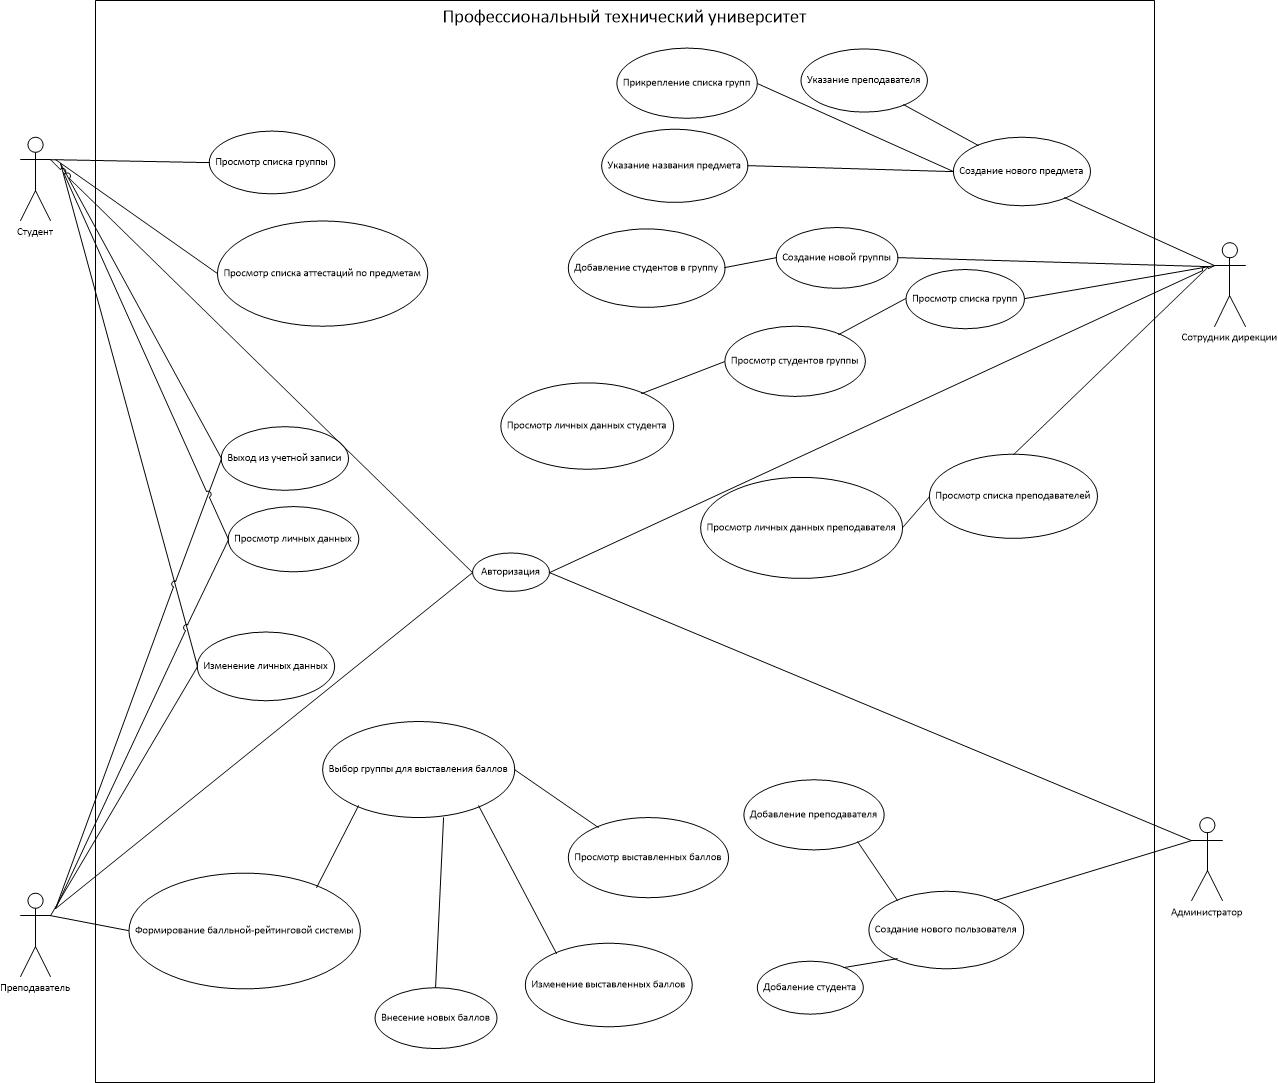 Профессиональный технический университет
Прикрепление списка групп
Указание преподавателя
Просмотр списка группы
Указание названия предмета
Создание нового предмета
Студент
Просмотр списка аттестаций по предметам
Добавление студентов в группу
Создание новой группы
Просмотр списка групп
Сотрудник дирекции
Просмотр студентов группы
Просмотр личных данных студента
Выход из учетной записи
Просмотр списка преподавателей
Просмотр личных данных преподавателя
Просмотр личных данных
Авторизация
Изменение личных данных
Выбор группы для выставления баллов
Добавление преподавателя
Просмотр выставленных баллов
Администратор
Формирование балльной-рейтинговой системы
Создание нового пользователя
Преподаватель
Изменение выставленных баллов
Добаление студента
Внесение новых баллов